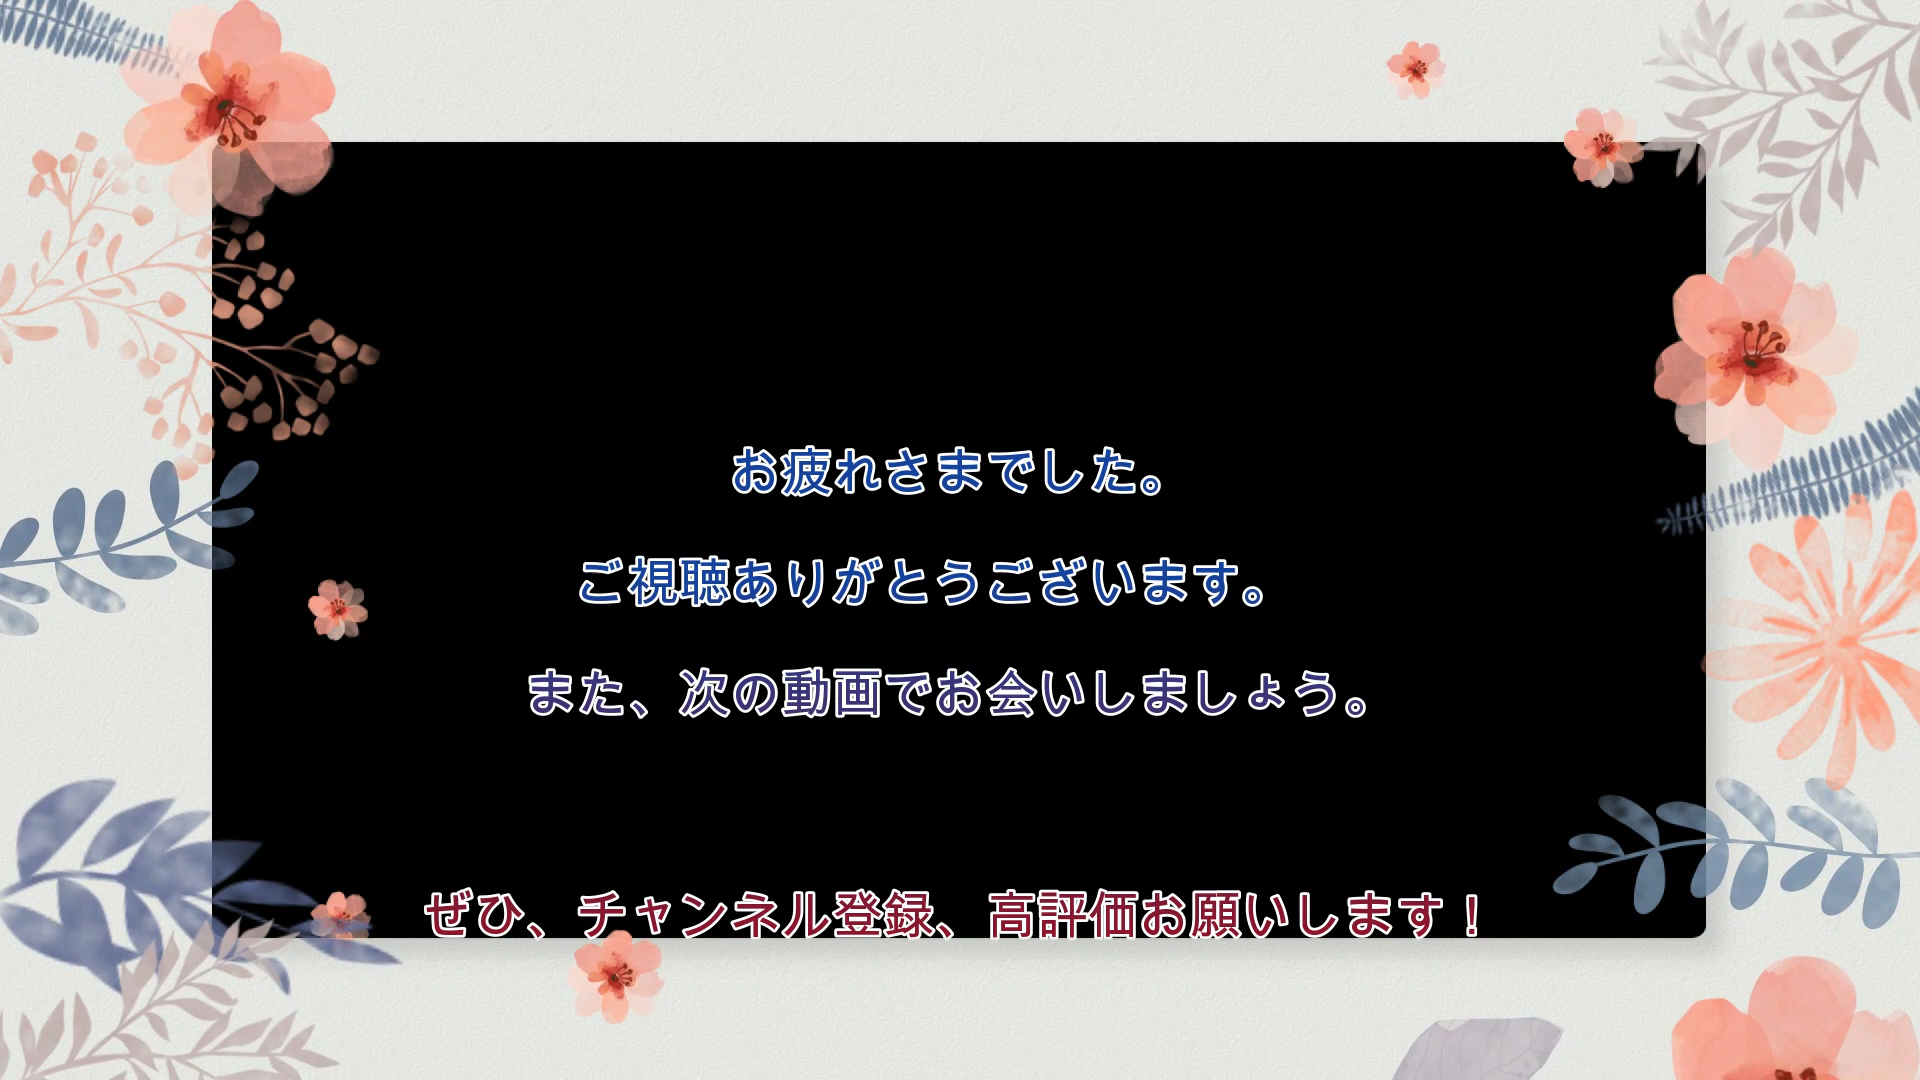 お疲れさまでした。
ご視聴ありがとうございます。
また、次の動画でお会いしましょう。
ぜひ、チャンネル登録、高評価お願いします！